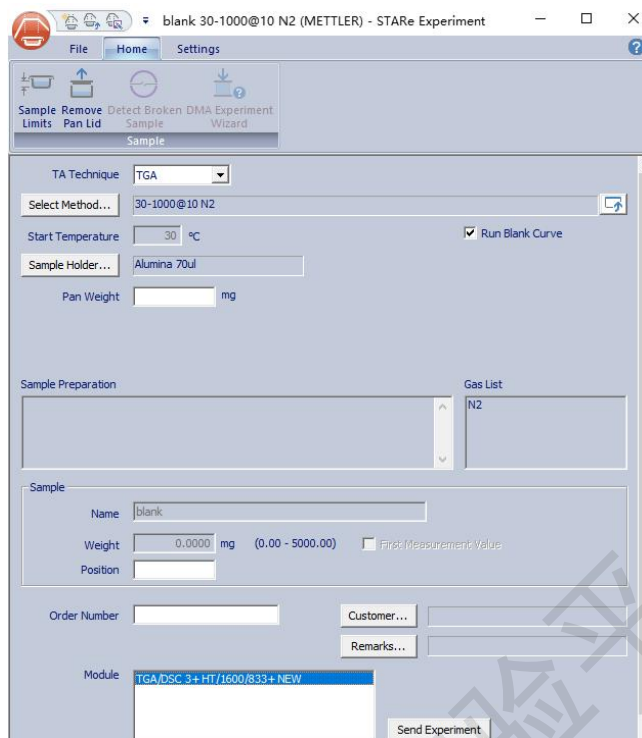 blank 30-1000@10 N2 (METTLER) - STARe Experiment
File Home Settings
Sample Limits
Remove Pan Lid
Detect Broken Sample
DMA Experiment Wizard
Sample
TA Technique TGA
Select Method... 30-1000@10 N2
Start Temperature 30 °C Run Blank Curve
Sample Holder... Alumina 70ul
Pan Weight mg
Sample Preparation Gas List
N2
Sample
Name blank
Weight 0.0000 mg (0.00 - 5000.00) First Measurement Value
Position
Order Number Customer...
Remarks...
Module TGA/DSC 3+ HT/1600/833+ NEW
Send Experiment
验平